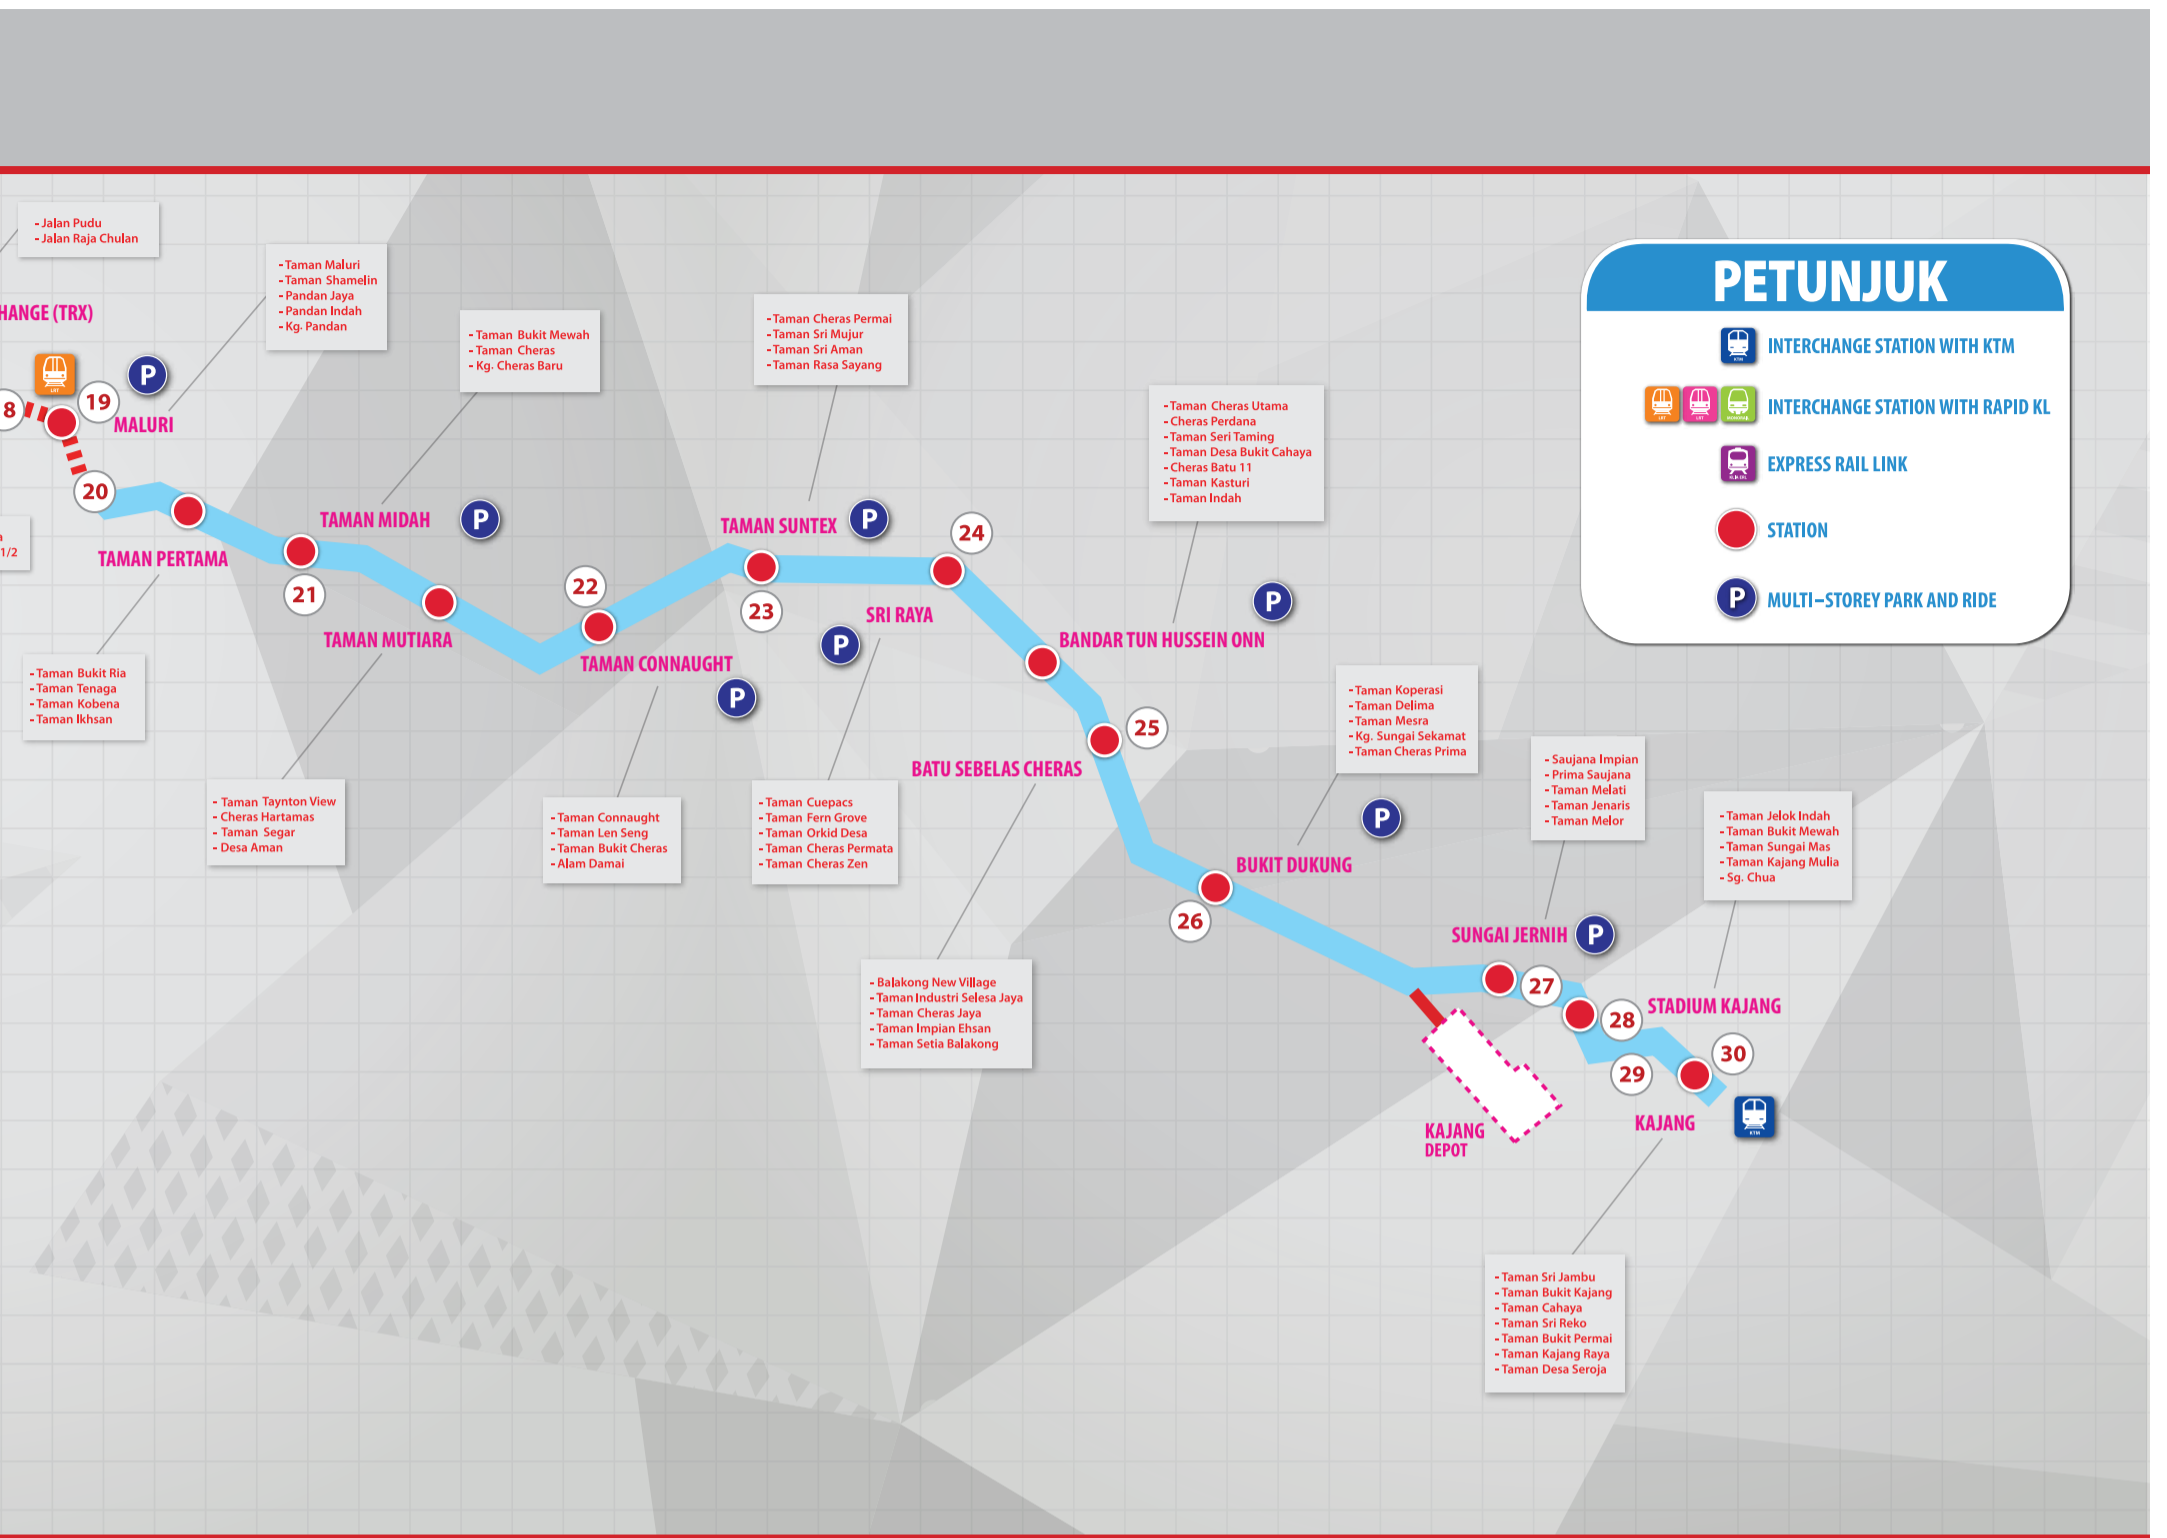 - Jalan Pudu
- Jalan Raja Chulan
HANGE (TRX)
- Taman Maluri
- Taman Shamelin
- Pandan Jaya
- Pandan Indah
- Kg. Pandan
- Taman Bukit Mewah
- Taman Cheras
- Kg. Cheras Baru
- Taman Cheras Permai
- Taman Sri Mujur
- Taman Sri Aman
- Taman Rasa Sayang
- Taman Cheras Utama
- Cheras Perdana
- Taman Seri Taming
- Taman Desa Bukit Cahaya
- Cheras Batu 11
- Taman Kasturi
- Taman Indah
PETUNJUK
KTM
INTERCHANGE STATION WITH KTM
LRT
LRT
MONORAIL
INTERCHANGE STATION WITH RAPID KL
KLIA EKL
EXPRESS RAIL LINK
STATION
P
MULTI-STOREY PARK AND RIDE
LRT
P
8
19
MALURI
20
TAMAN PERTAMA
a
1/2
21
TAMAN MIDAH
P
TAMAN MUTIARA
22
TAMAN CONNAUGHT
P
TAMAN SUNTEX
P
23
24
SRI RAYA
P
BANDAR TUN HUSSEIN ONN
P
25
BATU SEBELAS CHERAS
- Taman Bukit Ria
- Taman Tenaga
- Taman Kobena
- Taman Ikhsan
- Taman Taynton View
- Cheras Hartamas
- Taman Segar
- Desa Aman
- Taman Connaught
- Taman Len Seng
- Taman Bukit Cheras
- Alam Damai
- Taman Cuepacs
- Taman Fern Grove
- Taman Orkid Desa
- Taman Cheras Permata
- Taman Cheras Zen
- Taman Koperasi
- Taman Delima
- Taman Mesra
- Kg. Sungai Sekamat
- Taman Cheras Prima
P
BUKIT DUKUNG
26
- Saujana Impian
- Prima Saujana
- Taman Melati
- Taman Jenaris
- Taman Melor
- Taman Jelok Indah
- Taman Bukit Mewah
- Taman Sungai Mas
- Taman Kajang Mulia
- Sg. Chua
- Balakong New Village
- Taman Industri Selesa Jaya
- Taman Cheras Jaya
- Taman Impian Ehsan
- Taman Setia Balakong
SUNGAI JERNIH
P
27
28
STADIUM KAJANG
29
30
KAJANG
KTM
KAJANG
DEPOT
- Taman Sri Jambu
- Taman Bukit Kajang
- Taman Cahaya
- Taman Sri Reko
- Taman Bukit Permai
- Taman Kajang Raya
- Taman Desa Seroja